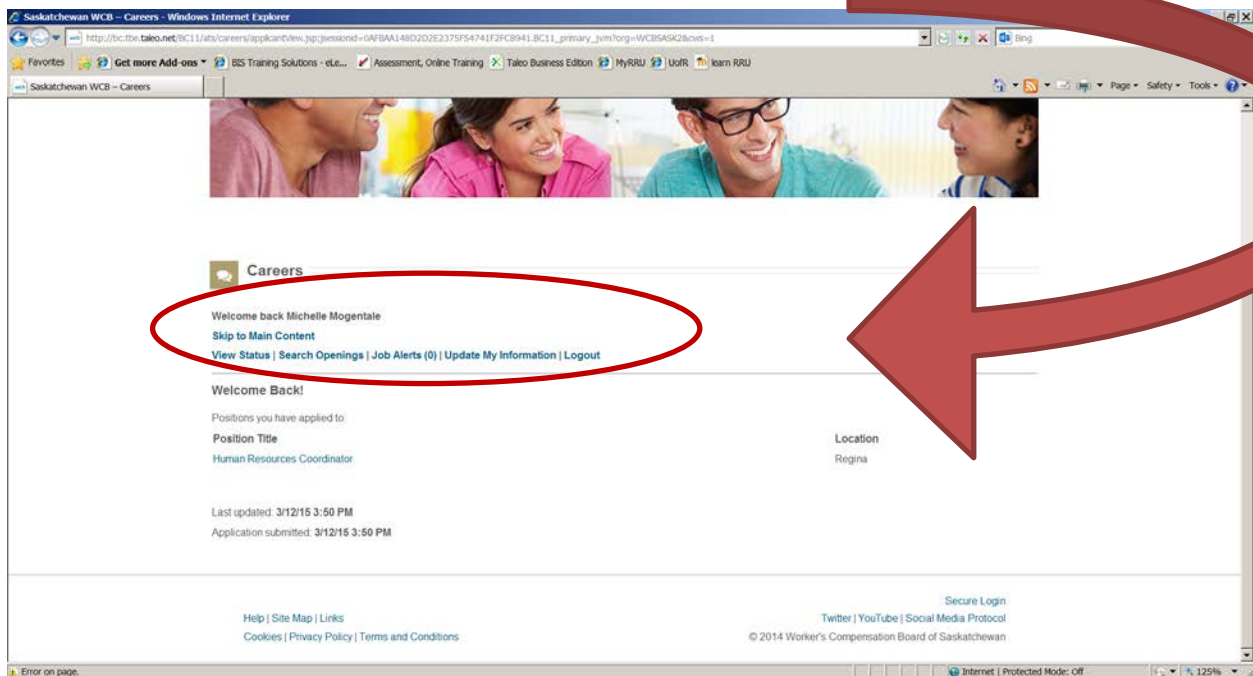 Saskatchewan WCB – Careers - Windows Internet Explorer
Bing
Favorites Get more Add-ons BIS Training Solutions - eLe... Assessment, Online Training Taleo Business Edition MyRRU UofR learn RRU
Saskatchewan WCB – Careers Page Safety Tools
Careers
Welcome back Michelle Mogentale
Skip to Main Content
View Status | Search Openings | Job Alerts (0) | Update My Information | Logout
Welcome Back!
Positions you have applied to:
Position Title Location
Human Resources Coordinator Regina
Last updated: 3/12/15 3:50 PM
Application submitted: 3/12/15 3:50 PM
Secure Login
Help | Site Map | Links Twitter | YouTube | Social Media Protocol
Cookies | Privacy Policy | Terms and Conditions © 2014 Worker's Compensation Board of Saskatchewan
Error on page. Internet | Protected Mode: Off 125%